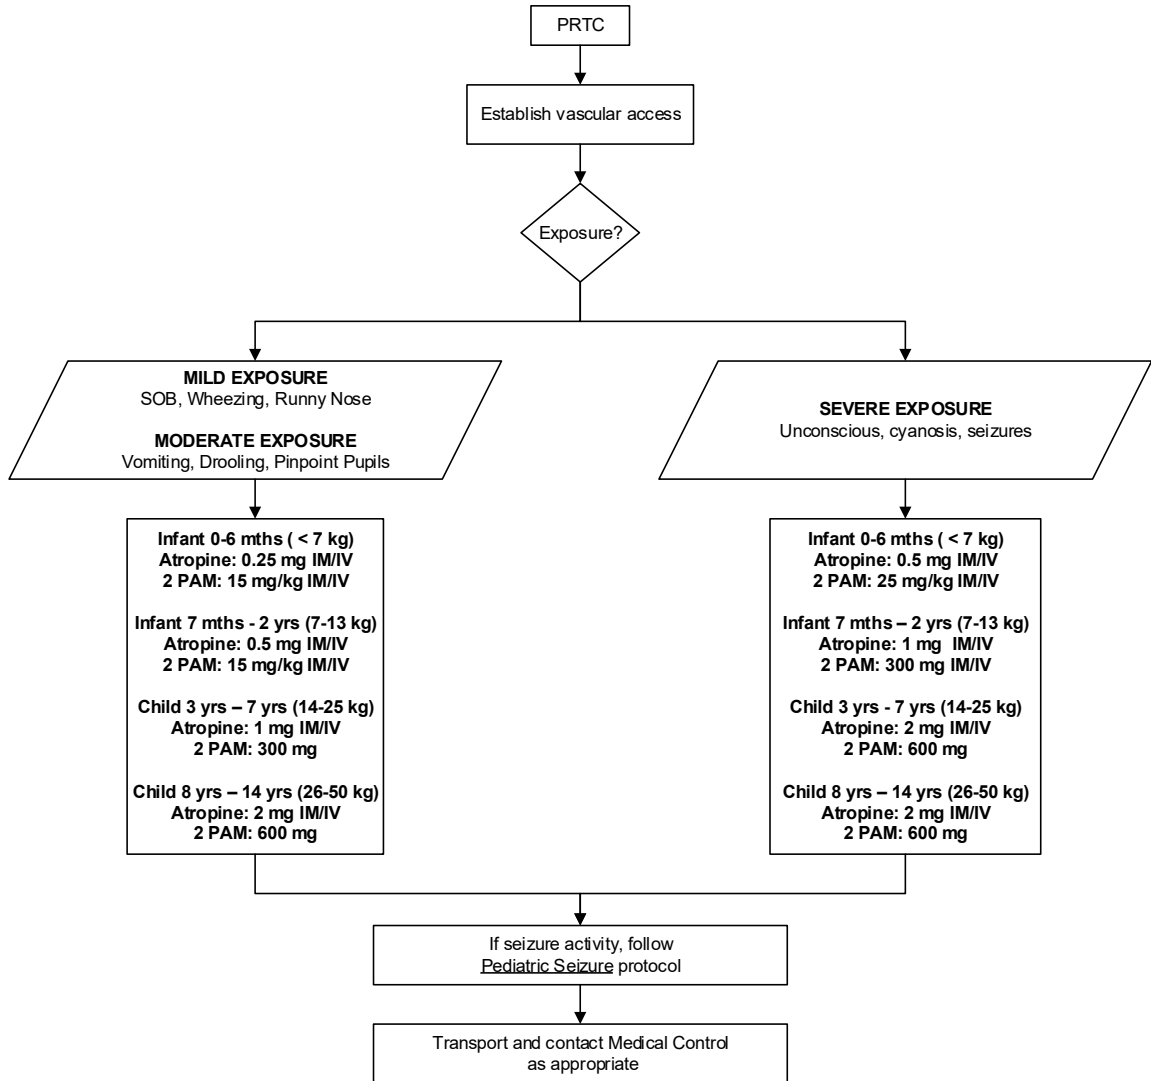 PRTC
Establish vascular access
Exposure?
MILD EXPOSURE
SOB, Wheezing, Runny Nose
MODERATE EXPOSURE
Vomiting, Drooling, Pinpoint Pupils
SEVERE EXPOSURE
Unconscious, cyanosis, seizures
Infant 0-6 mths ( < 7 kg)
Atropine: 0.25 mg IM/IV
2 PAM: 15 mg/kg IM/IV
Infant 7 mths - 2 yrs (7-13 kg)
Atropine: 0.5 mg IM/IV
2 PAM: 15 mg/kg IM/IV
Child 3 yrs – 7 yrs (14-25 kg)
Atropine: 1 mg IM/IV
2 PAM: 300 mg
Child 8 yrs – 14 yrs (26-50 kg)
Atropine: 2 mg IM/IV
2 PAM: 600 mg
Infant 0-6 mths ( < 7 kg)
Atropine: 0.5 mg IM/IV
2 PAM: 25 mg/kg IM/IV
Infant 7 mths – 2 yrs (7-13 kg)
Atropine: 1 mg  IM/IV
2 PAM: 300 mg IM/IV
Child 3 yrs - 7 yrs (14-25 kg)
Atropine: 2 mg IM/IV
2 PAM: 600 mg
Child 8 yrs – 14 yrs (26-50 kg)
Atropine: 2 mg IM/IV
2 PAM: 600 mg
If seizure activity, follow
Pediatric Seizure protocol
Transport and contact Medical Control
as appropriate